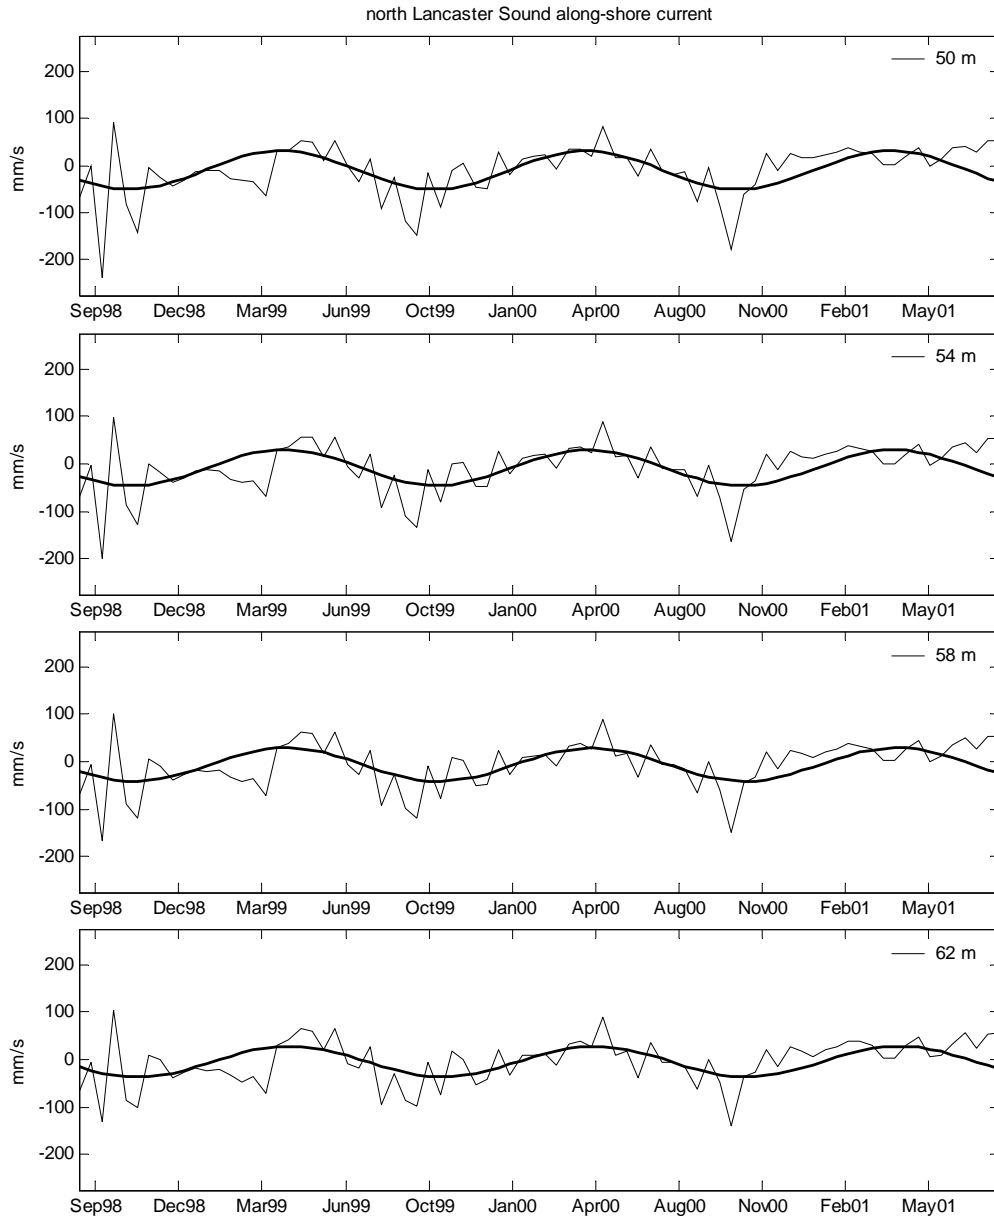 north Lancaster Sound along-shore current
50 m
200
100
0
-100
-200
mm/s
Sep98 Dec98 Mar99 Jun99 Oct99 Jan00 Apr00 Aug00 Nov00 Feb01 May01
54 m
200
100
0
-100
-200
mm/s
Sep98 Dec98 Mar99 Jun99 Oct99 Jan00 Apr00 Aug00 Nov00 Feb01 May01
58 m
200
100
0
-100
-200
mm/s
Sep98 Dec98 Mar99 Jun99 Oct99 Jan00 Apr00 Aug00 Nov00 Feb01 May01
62 m
200
100
0
-100
-200
mm/s
Sep98 Dec98 Mar99 Jun99 Oct99 Jan00 Apr00 Aug00 Nov00 Feb01 May01